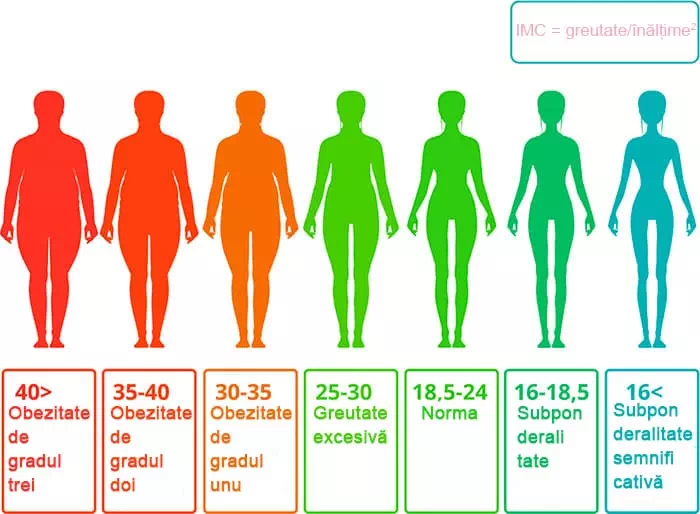 IMC = greutate/înălțime²
40>
Obezitate
de
gradul
trei
35-40
Obezitate
de
gradul
doi
30-35
Obezitate
de
gradul
unu
25-30
Greutate
excesivă
18,5-24
Norma
16-18,5
Subpon
derali
tate
16<
Subpon
deralitate
semnifi
cativă